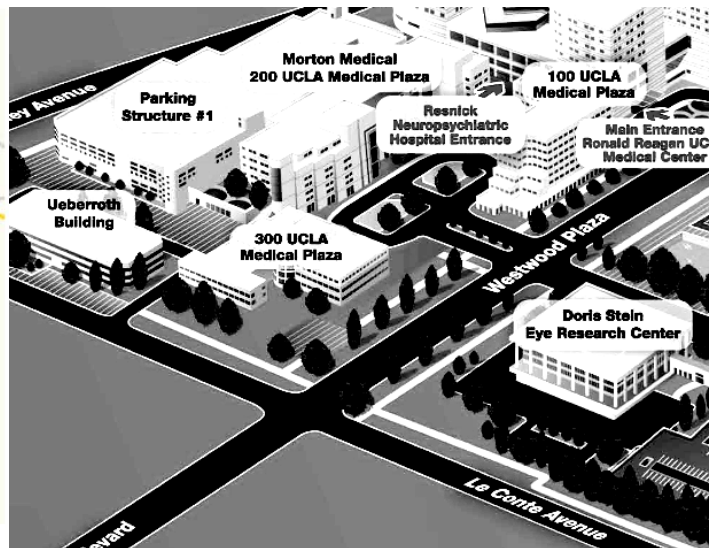 Morton Medical
200 UCLA Medical Plaza
100 UCLA
Medical Plaza
Parking
Structure #1
Resnick
Neuropsychiatric
Hospital Entrance
Main Entrance
Ronald Reagan UC
Medical Center
ey Avenue
Ueberroth
Building
300 UCLA
Medical Plaza
Westwood Plaza
Doris Stein
Eye Research Center
Le Conte Avenue
evard